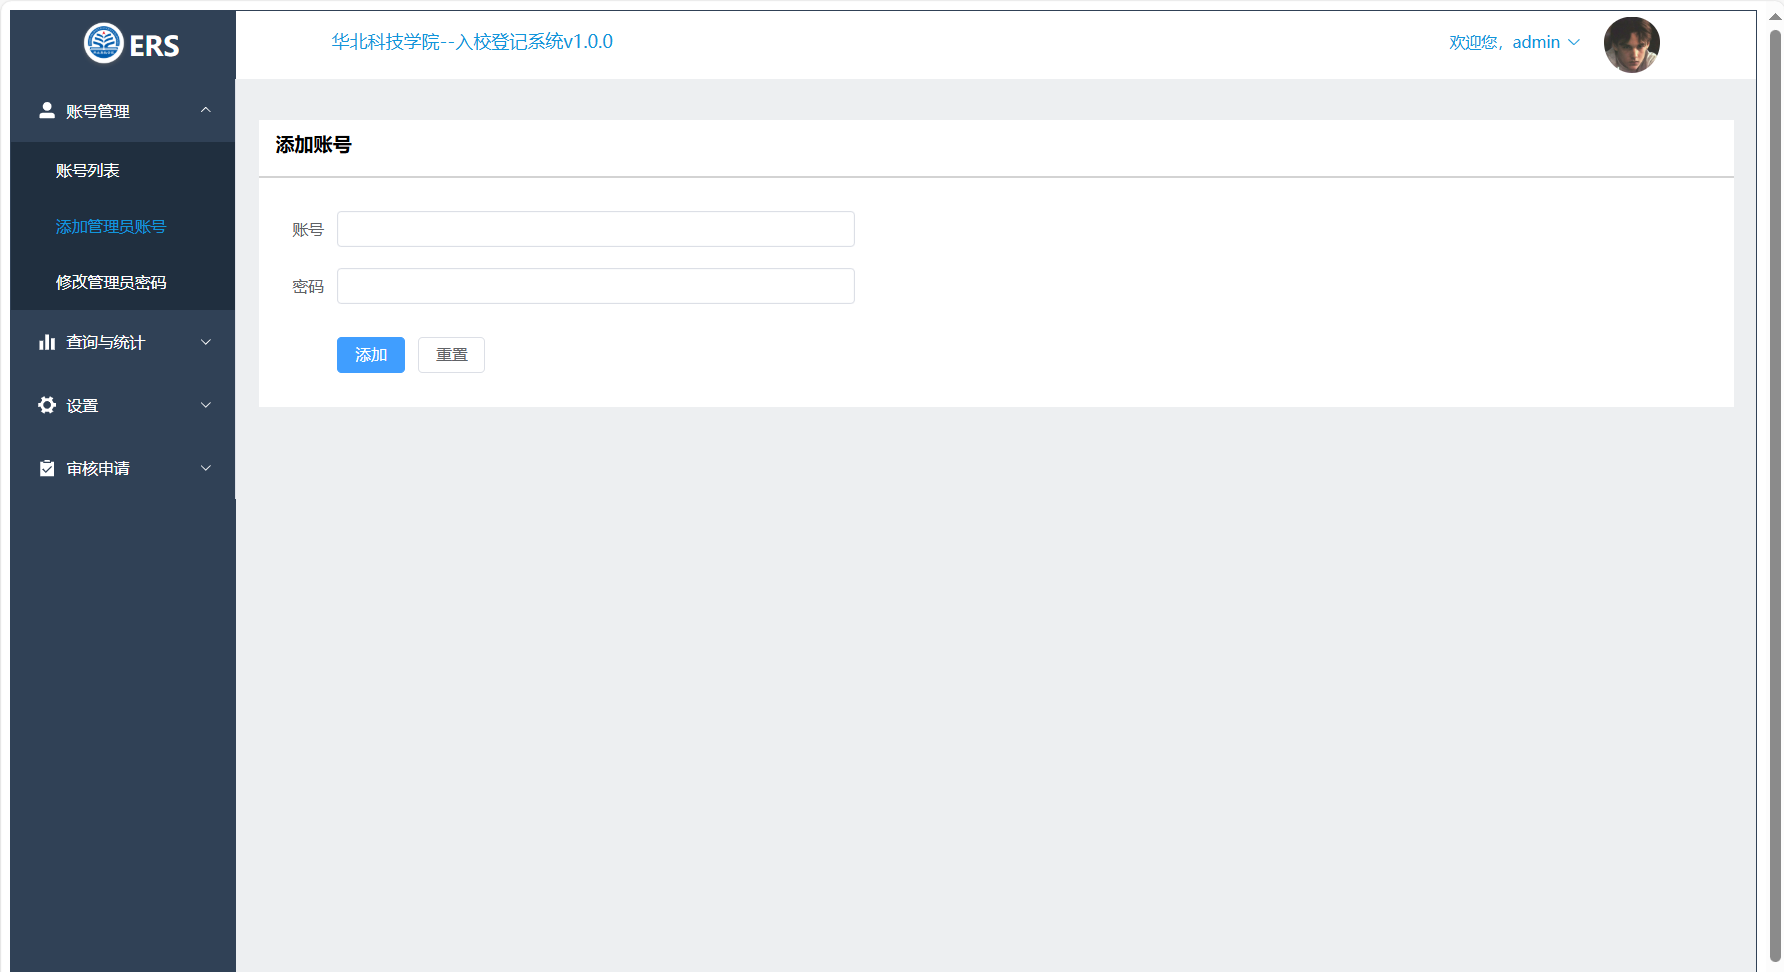 ERS
华北科技学院--入校登记系统v1.0.0
欢迎您，admin
账号管理
账号列表
添加管理员账号
修改管理员密码
查询与统计
设置
审核申请
添加账号
账号
密码
添加
重置